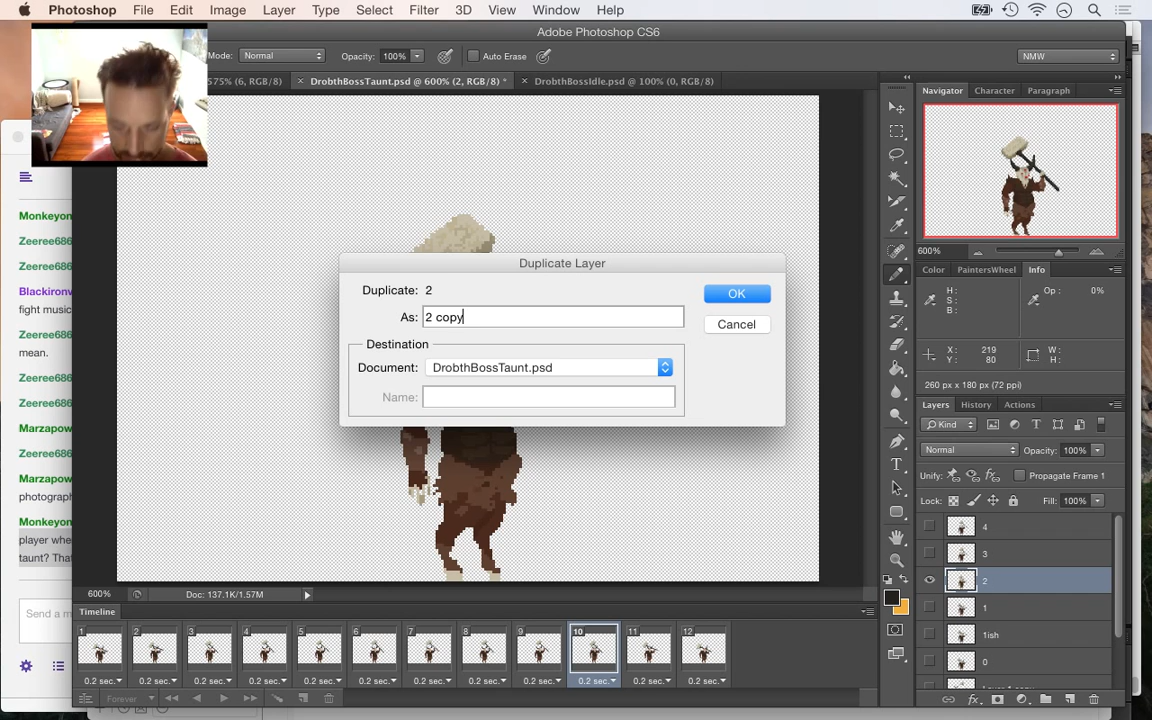 Photoshop File Edit Image Layer Type Select Filter 3D View Window Help
Adobe Photoshop CS6
Mode: Normal Opacity: 100% Auto Erase NMW
575% (6, RGB/8) × DrobthBossTaunt.psd @ 600% (2, RGB/8) * × DrobthBossIdle.psd @ 100% (0, RGB/8)
Navigator Character Paragraph
600%
Color PaintersWheel Info
H:
S:
B:
Op: 0%
X: 219
Y: 80
W:
H:
260 px x 180 px (72 ppi)
Layers History Actions
Kind
Normal Opacity: 100%
Unify: Propagate Frame 1
Lock: Fill: 100%
4
3
2
1
1ish
0
Duplicate Layer
Duplicate: 2
As: 2 copy
Destination
Document: DrobthBossTaunt.psd
Name:
OK
Cancel
Monkeyon
Zeeree686
Zeeree686
Blackironw
fight music
Zeeree686
mean.
Zeeree686
Zeeree686
Marzapow
Zeeree686
Marzapow
photograph
Monkeyon
player whe
taunt? That
Send a m
600% Doc: 137.1K/1.57M
Timeline
1 2 3 4 5 6 7 8 9 10 11 12
0.2 sec. 0.2 sec. 0.2 sec. 0.2 sec. 0.2 sec. 0.2 sec. 0.2 sec. 0.2 sec. 0.2 sec. 0.2 sec. 0.2 sec. 0.2 sec.
Forever